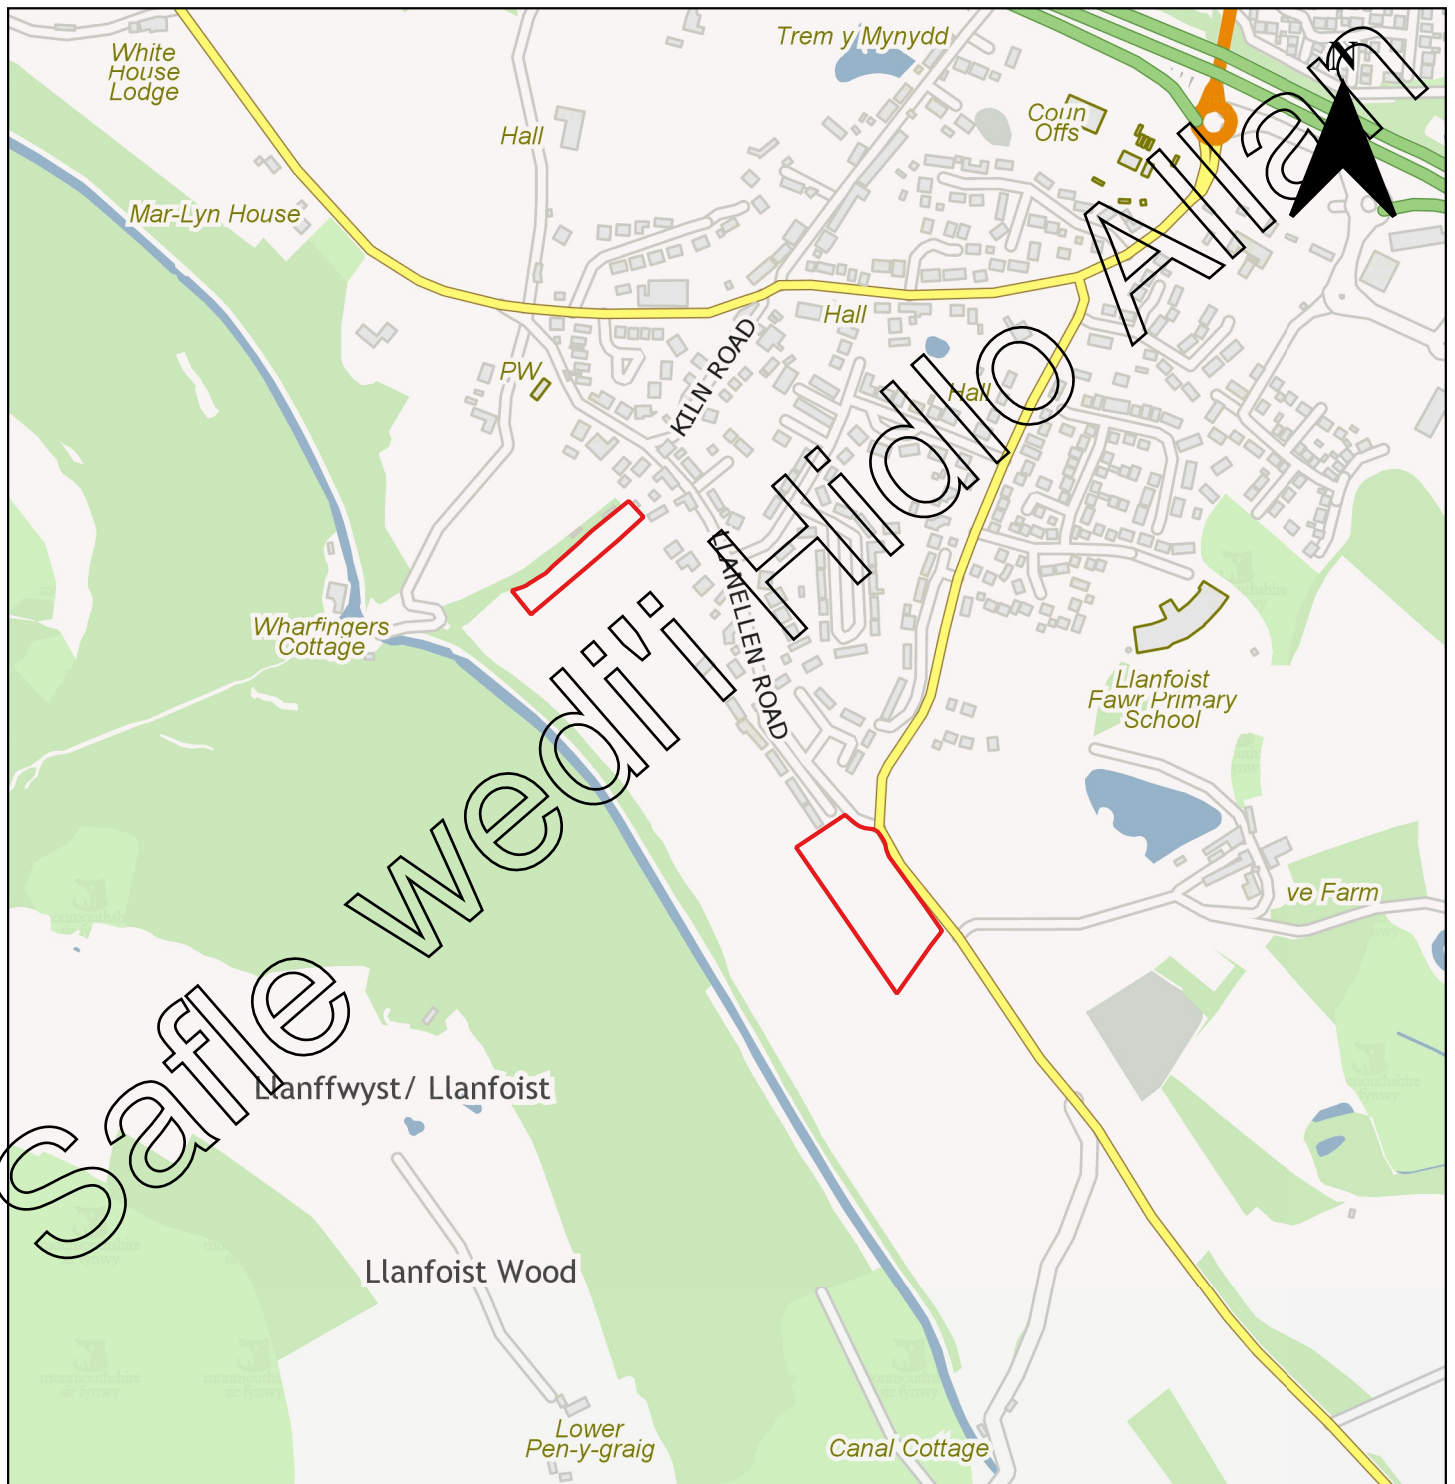 White
House
Lodge
Trem y Mynydd
N
Coun
Offs
Hall
Mar-Lyn House
Hall
KILN ROAD
PW
Hall
LLANELLEN ROAD
Wharfingers
Cottage
Llanfoist
Fawr Primary
School
ve Farm
Llanffwyst/ Llanfoist
Llanfoist Wood
Lower
Pen-y-graig
Canal Cottage
Safle wedi'i Hidlo Allan